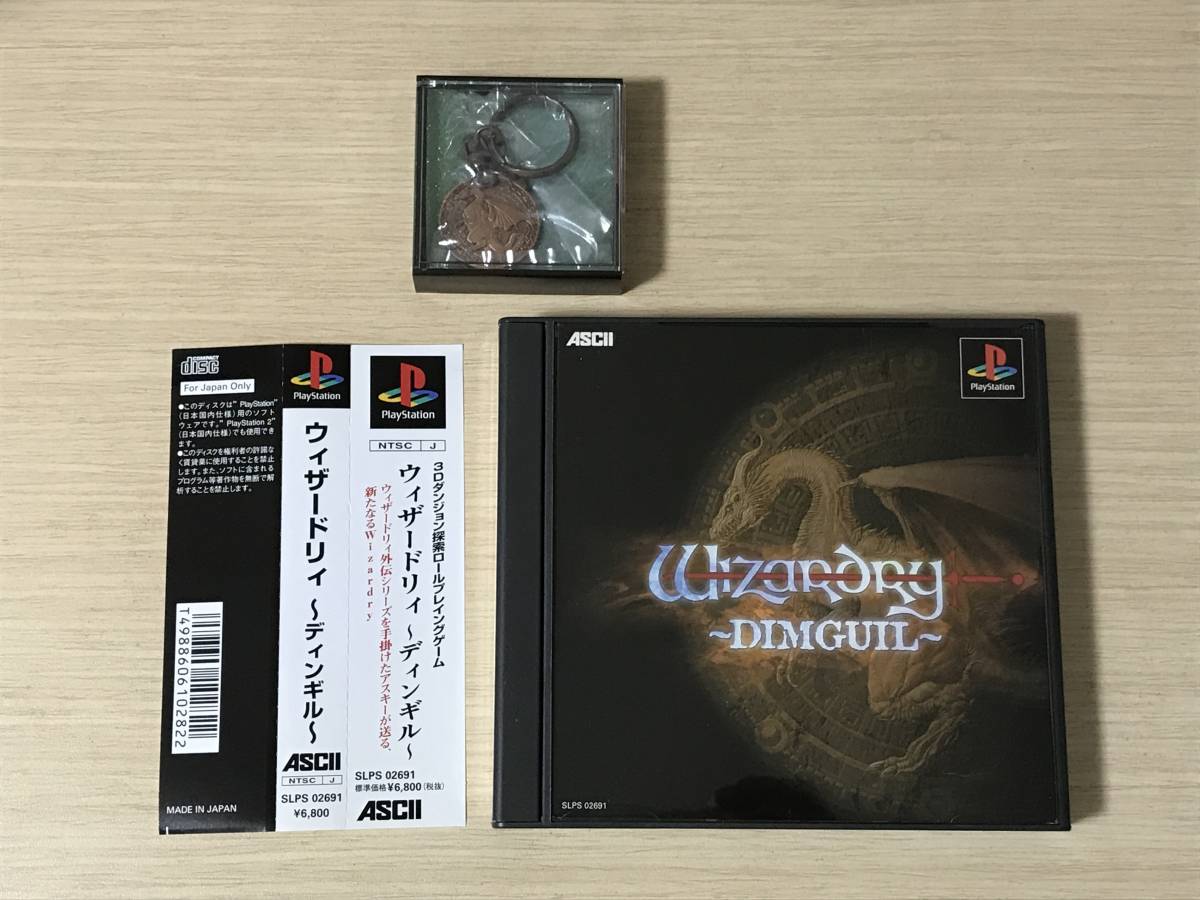 COMPACT
disc
For Japan Only
●このディスクは"PlayStation"
(日本国内仕様)用のソフト
ウェアです。"PlayStation 2"
(日本国内仕様)でも使用でき
ます。
●このディスクを権利者の許諾な
く賃貸業に使用することを禁止
します。また、ソフトに含まれる
プログラム等著作物を無断で解
析することを禁止します。
T4988606102822
MADE IN JAPAN
PlayStation
ウィザードリィ ～ディンギル～
ASCII
NTSC J
SLPS 02691
¥6,800
PlayStation
NTSC J
3Dダンジョン探索ロールプレイングゲーム
ウィザードリィ ～ディンギル～
ウィザードリィ外伝シリーズを手掛けたアスキーが送る、
新たなるWizardry
SLPS 02691
標準価格¥6,800(税抜)
ASCII
ASCII
PlayStation
Wizardry
～DIMGUIL～
SLPS 02691